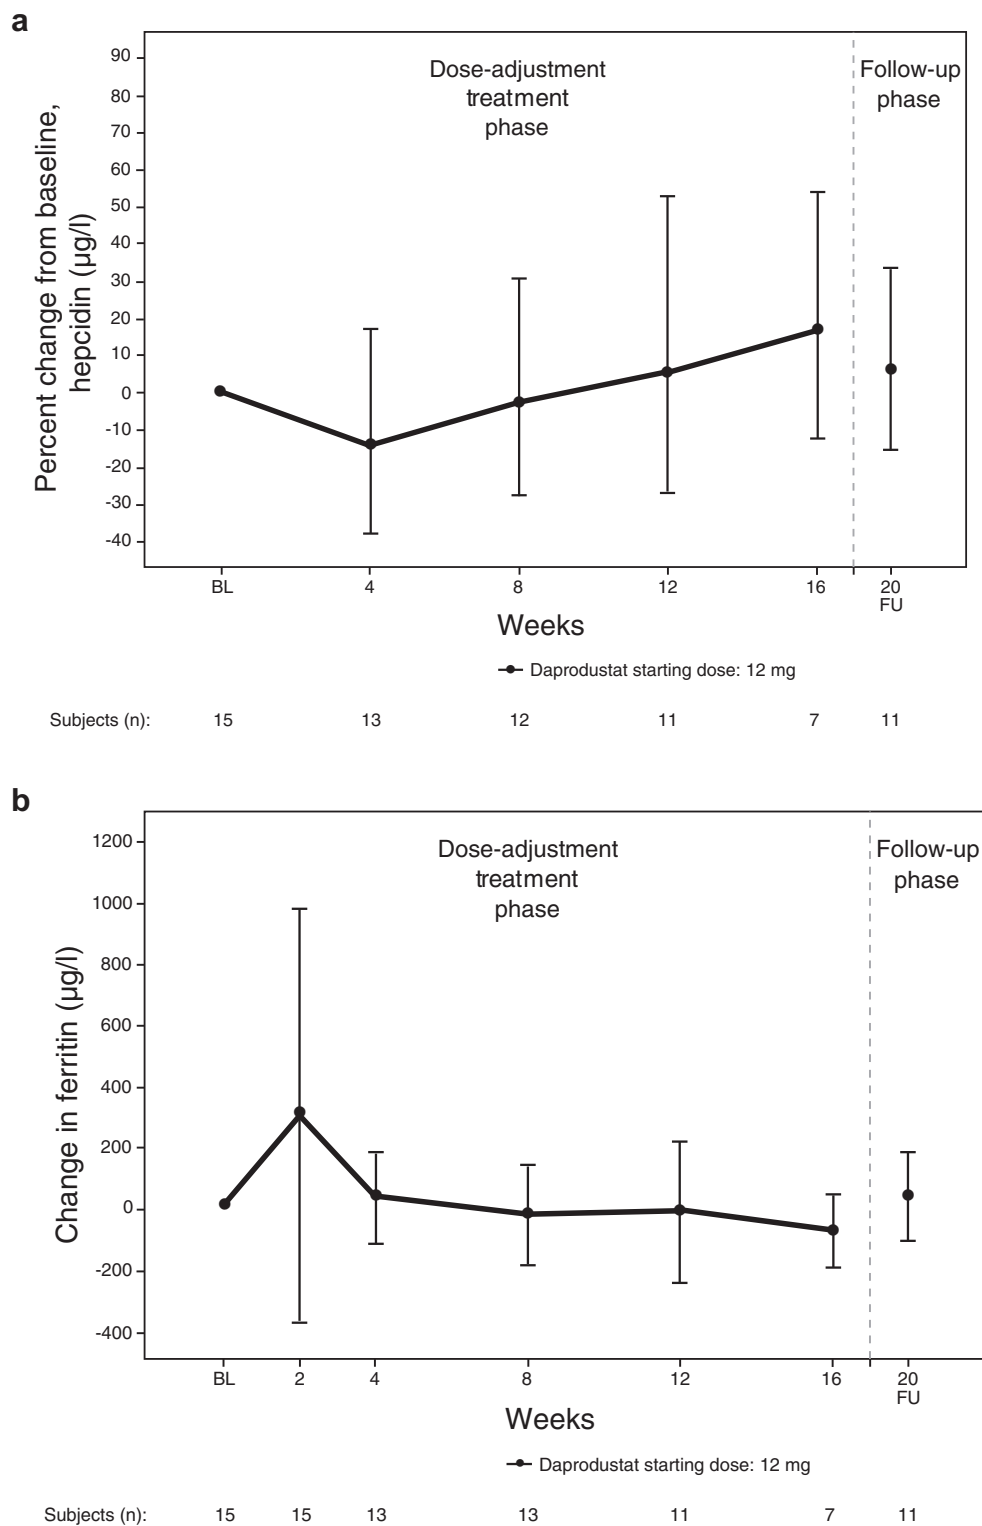 a
Dose-adjustment
treatment
phase
Follow-up
phase
Percent change from baseline,
hepcidin (µg/l)
90
80
70
60
50
40
30
20
10
0
-10
-20
-30
-40
BL 4 8 12 16 20
FU
Weeks
Daprodustat starting dose: 12 mg
Subjects (n): 15 13 12 11 7 11
b
Dose-adjustment
treatment
phase
Follow-up
phase
Change in ferritin (µg/l)
1200
1000
800
600
400
200
0
-200
-400
BL 2 4 8 12 16 20
FU
Weeks
Daprodustat starting dose: 12 mg
Subjects (n): 15 15 13 13 11 7 11